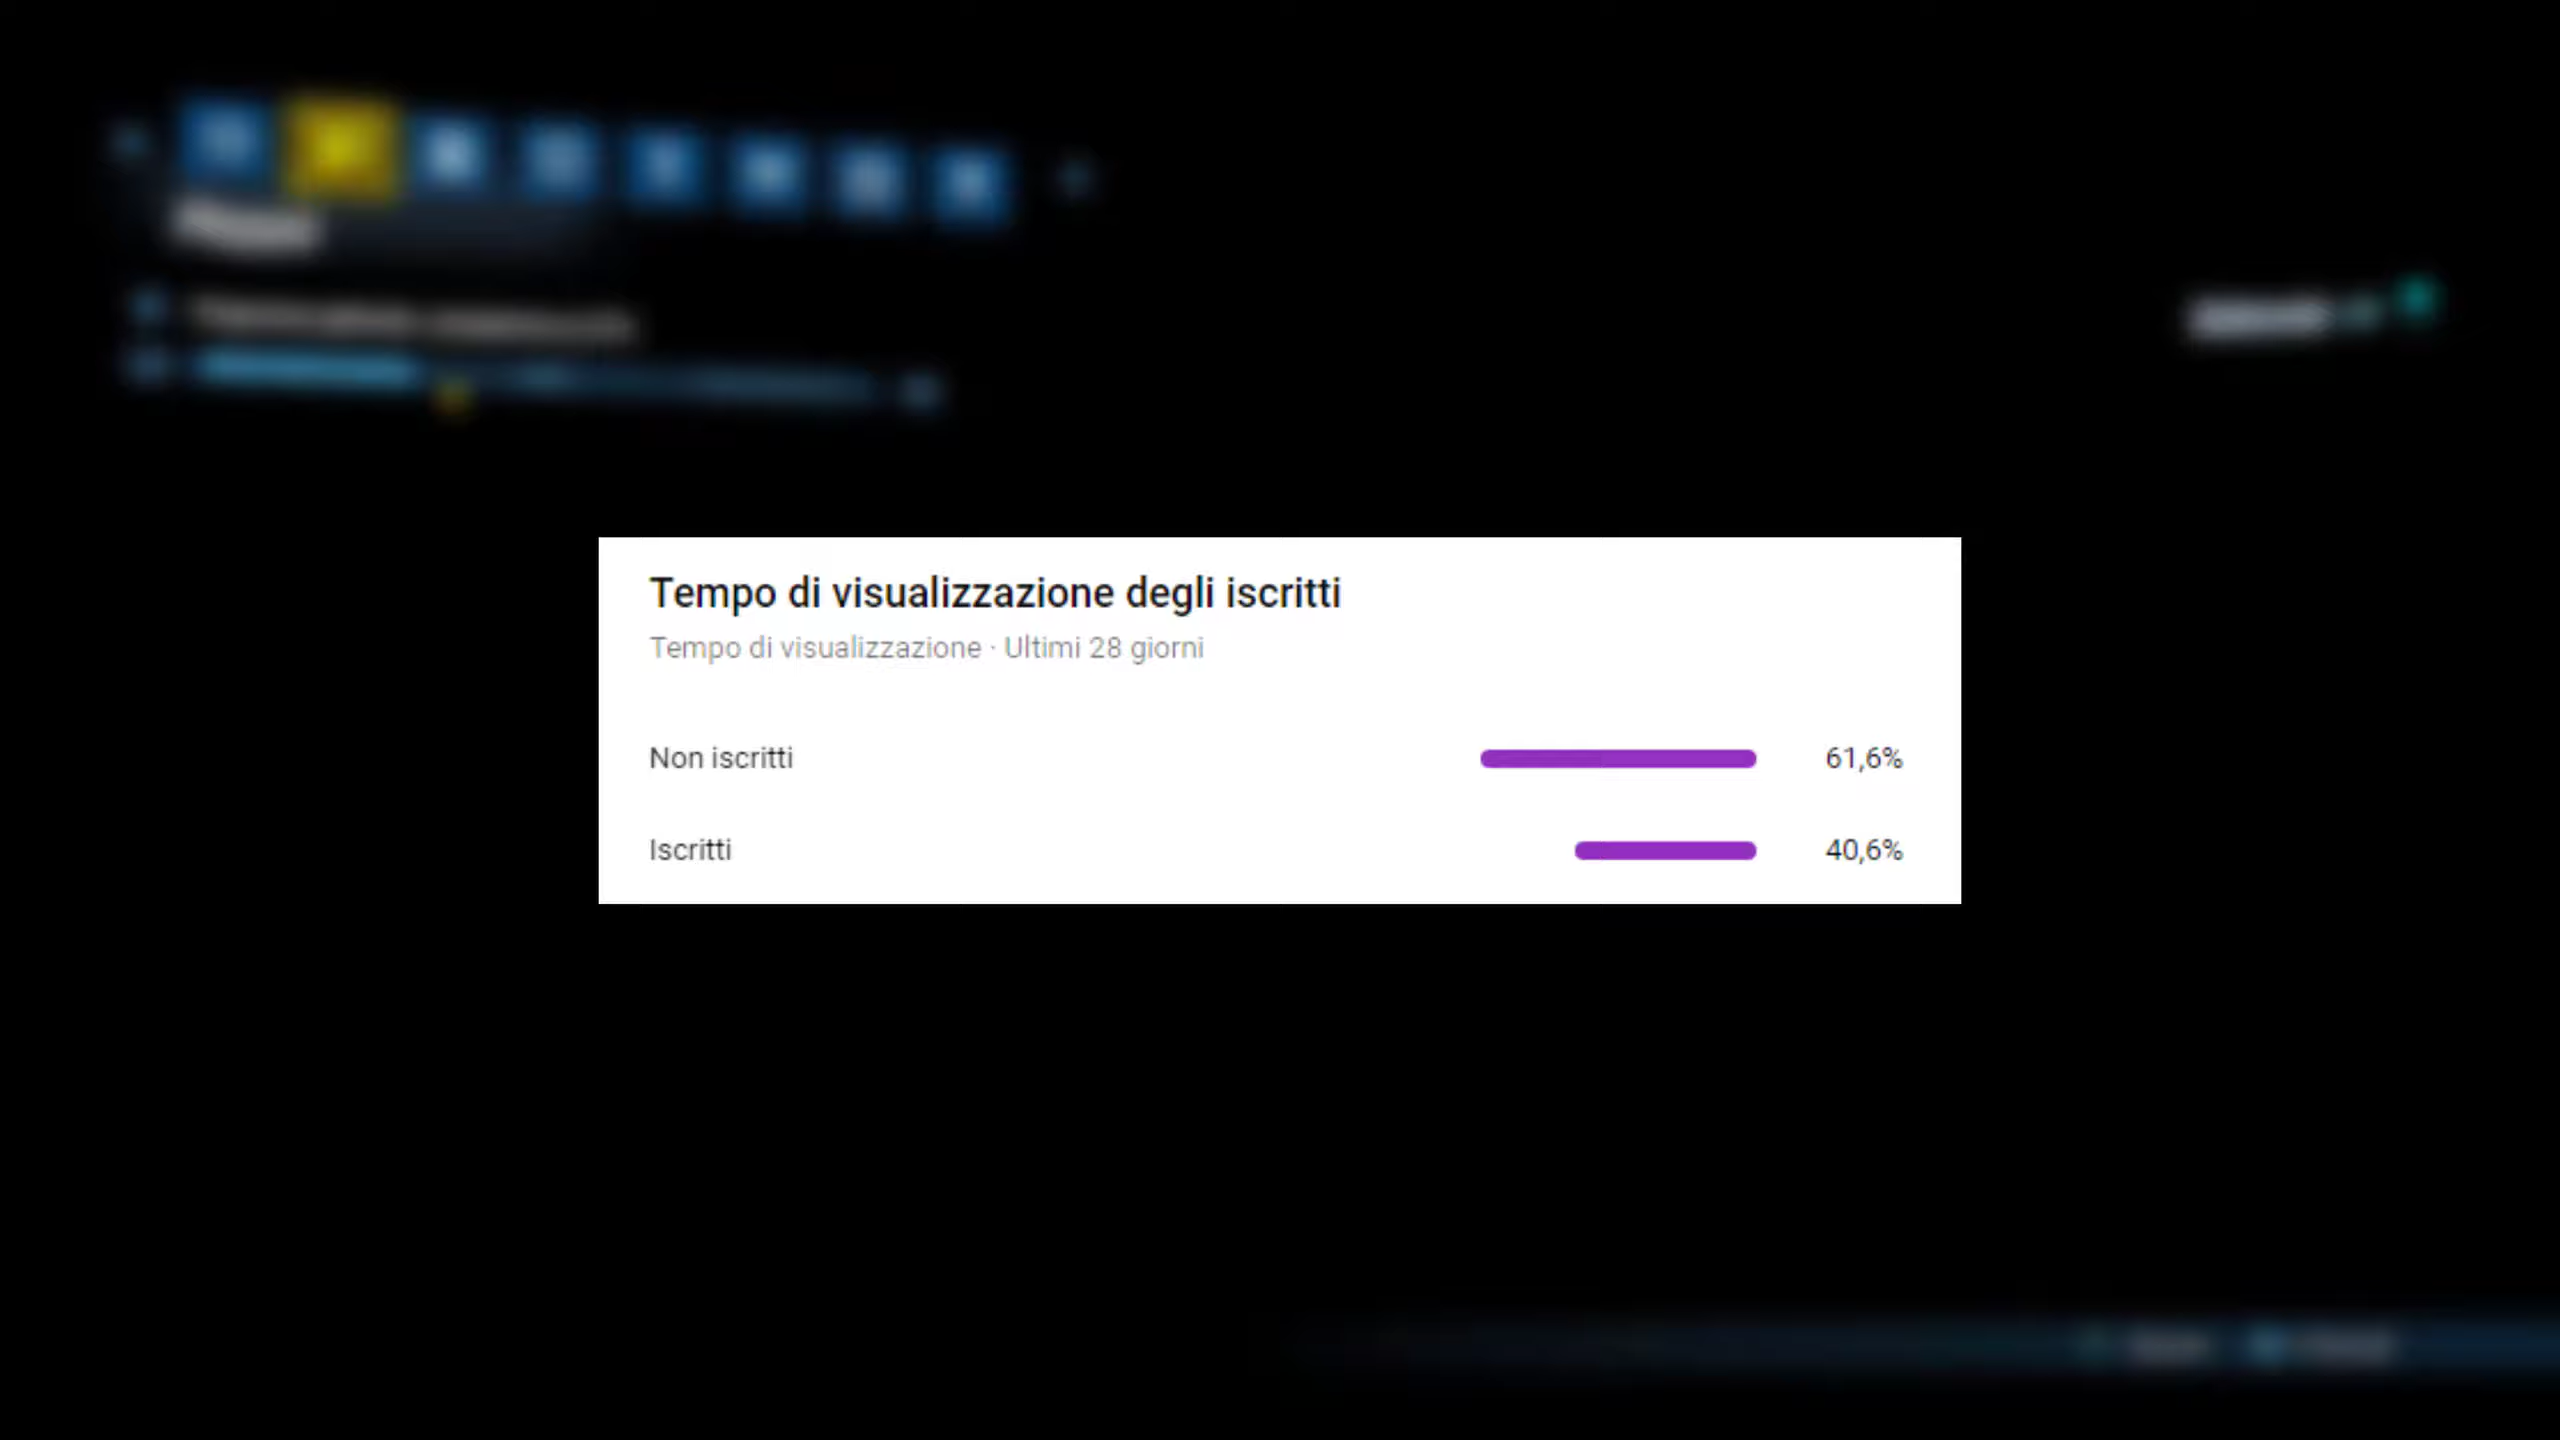 Tempo di visualizzazione degli iscritti
Tempo di visualizzazione · Ultimi 28 giorni
Non iscritti 61,6%
Iscritti 40,6%